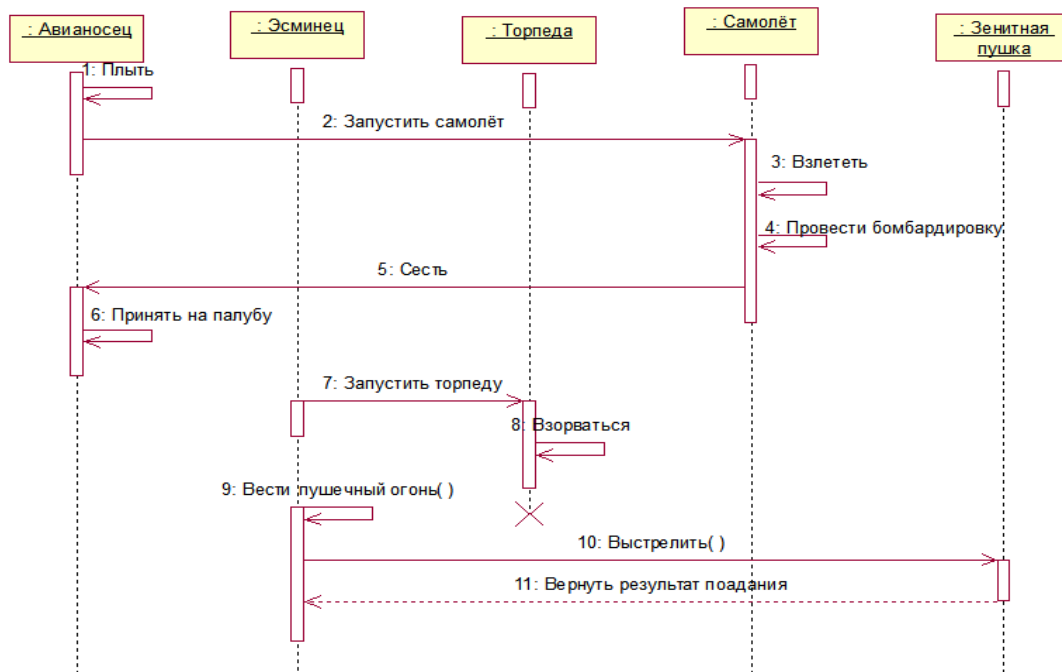 : Авианосец
: Эсминец
: Торпеда
: Самолёт
: Зенитная
пушка
1: Плыть
2: Запустить самолёт
3: Взлететь
4: Провести бомбардировку
5: Сесть
6: Принять на палубу
7: Запустить торпеду
8: Взорваться
9: Вести пушечный огонь( )
10: Выстрелить( )
11: Вернуть результат поадания